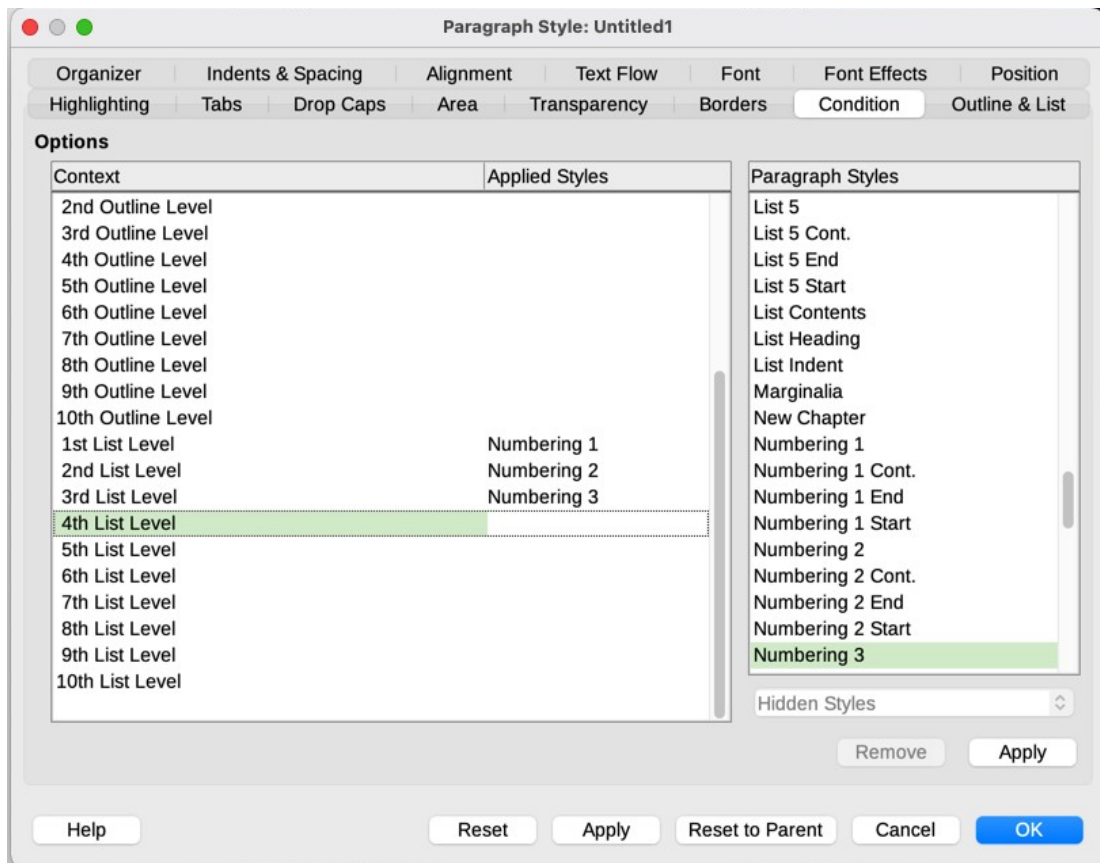 Paragraph Style: Untitled1
Organizer Indents & Spacing Alignment Text Flow Font Font Effects Position
Highlighting Tabs Drop Caps Area Transparency Borders Condition Outline & List
Options
Context Applied Styles Paragraph Styles
2nd Outline Level List 5
3rd Outline Level List 5 Cont.
4th Outline Level List 5 End
5th Outline Level List 5 Start
6th Outline Level List Contents
7th Outline Level List Heading
8th Outline Level List Indent
9th Outline Level Marginalia
10th Outline Level New Chapter
1st List Level Numbering 1 Numbering 1
2nd List Level Numbering 2 Numbering 1 Cont.
3rd List Level Numbering 3 Numbering 1 End
4th List Level Numbering 1 Start
5th List Level Numbering 2
6th List Level Numbering 2 Cont.
7th List Level Numbering 2 End
8th List Level Numbering 2 Start
9th List Level Numbering 3
10th List Level
Hidden Styles
Remove Apply
Help Reset Apply Reset to Parent Cancel OK